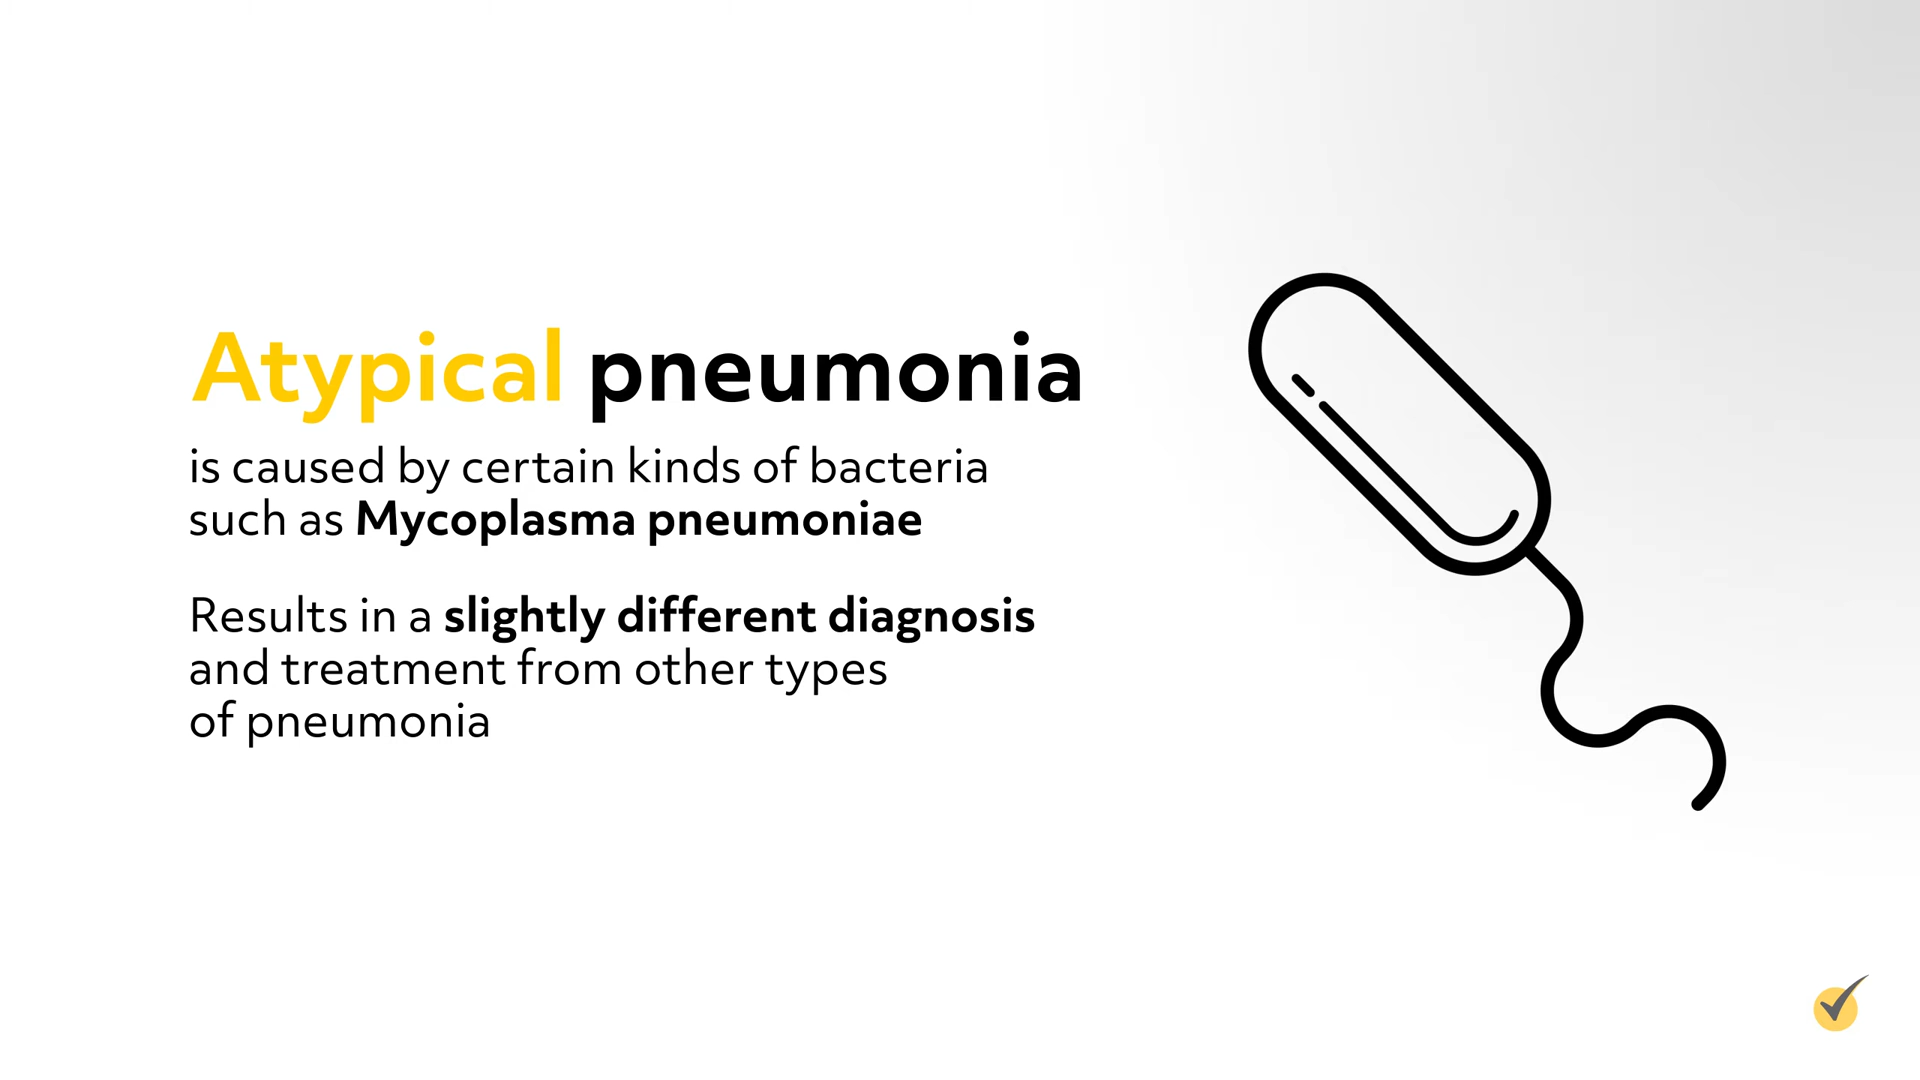 Atypical pneumonia
is caused by certain kinds of bacteria
such as Mycoplasma pneumoniae
Results in a slightly different diagnosis
and treatment from other types
of pneumonia